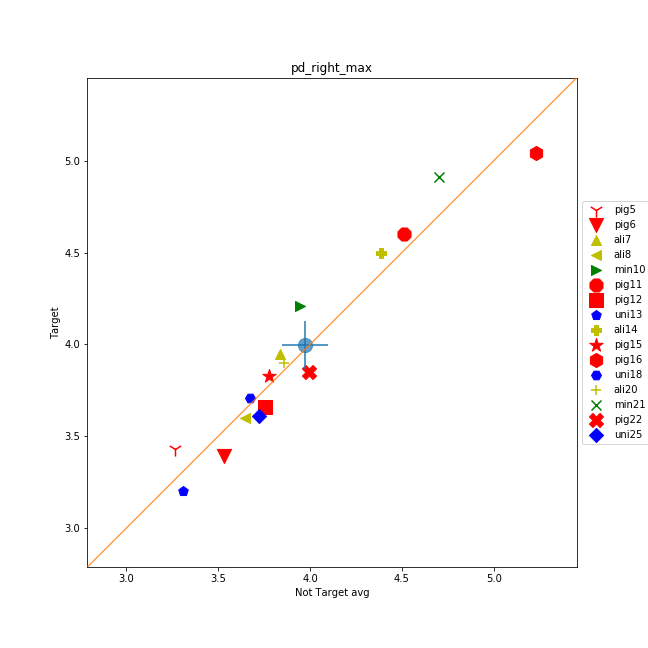 pd_right_max
5.0
4.5
4.0
3.5
3.0
Target
3.0 3.5 4.0 4.5 5.0
Not Target avg
pig5
pig6
ali7
ali8
min10
pig11
pig12
uni13
ali14
pig15
pig16
uni18
ali20
min21
pig22
uni25